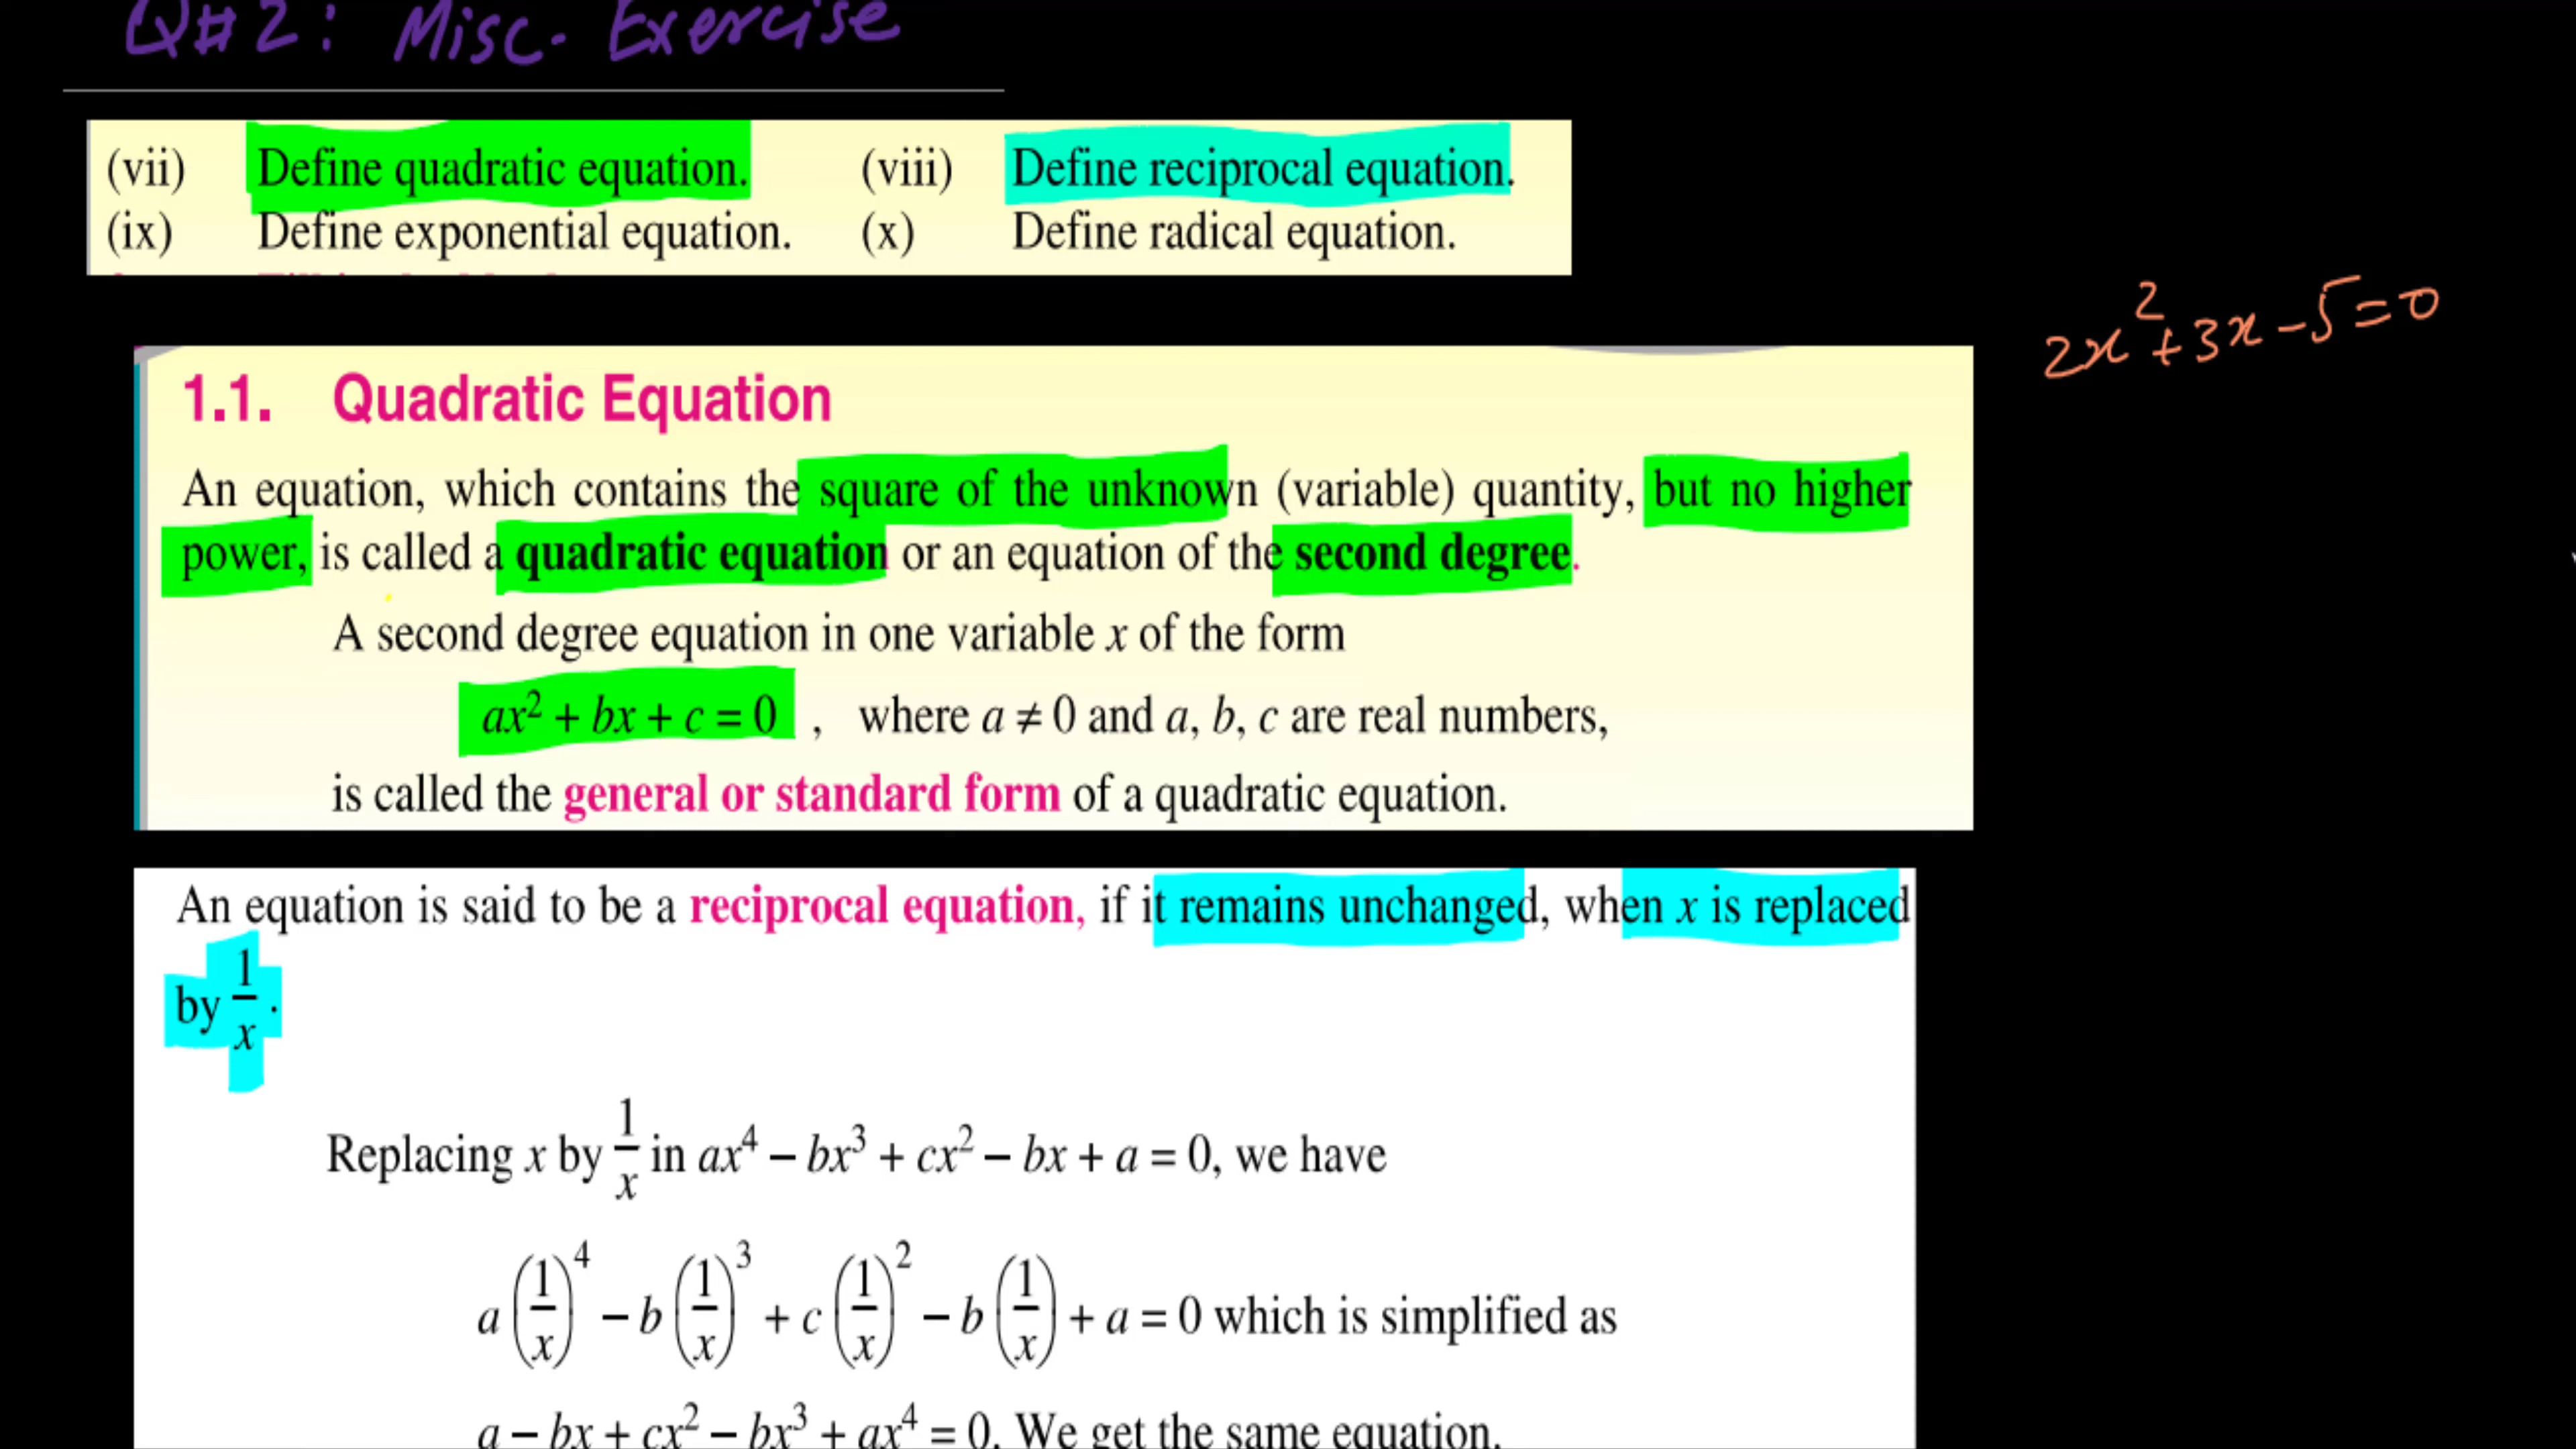 Q#2: Misc. Exercise
(vii) Define quadratic equation. (viii) Define reciprocal equation.
(ix) Define exponential equation. (x) Define radical equation.
2x² + 3x - 5 = 0
1.1. Quadratic Equation
An equation, which contains the square of the unknown (variable) quantity, but no higher
power, is called a quadratic equation or an equation of the second degree.
A second degree equation in one variable x of the form
ax² + bx + c = 0 , where a ≠ 0 and a, b, c are real numbers,
is called the general or standard form of a quadratic equation.
An equation is said to be a reciprocal equation, if it remains unchanged, when x is replaced
by 1/x.
Replacing x by 1/x in ax⁴ – bx³ + cx² – bx + a = 0, we have
a(1/x)⁴ – b(1/x)³ + c(1/x)² – b(1/x) + a = 0 which is simplified as
a – bx + cx² – bx³ + ax⁴ = 0. We get the same equation.